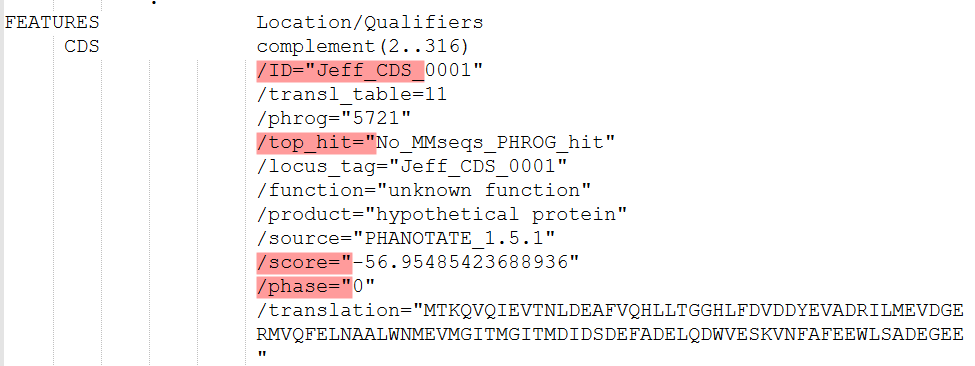 FEATURES             Location/Qualifiers
     CDS             complement(2..316)
                     /ID="Jeff_CDS_0001"
                     /transl_table=11
                     /phrog="5721"
                     /top_hit="No_MMseqs_PHROG_hit"
                     /locus_tag="Jeff_CDS_0001"
                     /function="unknown function"
                     /product="hypothetical protein"
                     /source="PHANOTATE_1.5.1"
                     /score="-56.95485423688936"
                     /phase="0"
                     /translation="MTKQVQIEVTNLDEAFVQHLLTGGHLFDVDDYEVADRILMEVDGE
                     RMVQFELNAALWNMEVMGITMGITMDIDSDEFADELQDWVESKVNFAFEEWLSADEGEE
                     "